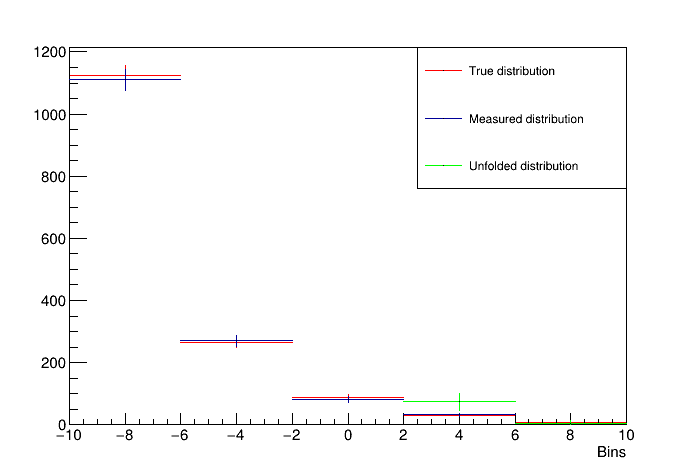 1200
1000
800
600
400
200
0
True distribution
Measured distribution
Unfolded distribution
−10 −8 −6 −4 −2 0 2 4 6 8 10
Bins